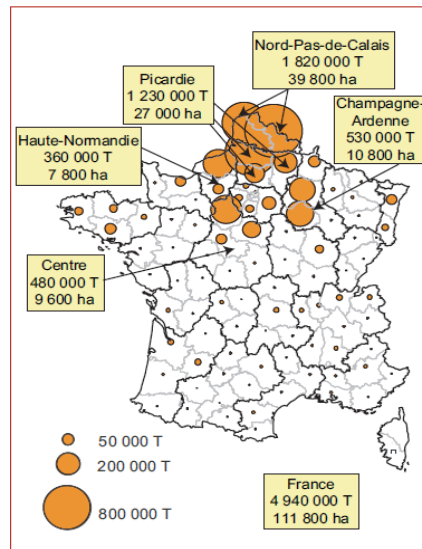 Nord-Pas-de-Calais
1 820 000 T
39 800 ha
Picardie
1 230 000 T
27 000 ha
Champagne-
Ardenne
530 000 T
10 800 ha
Haute-Normandie
360 000 T
7 800 ha
Centre
480 000 T
9 600 ha
50 000 T
200 000 T
800 000 T
France
4 940 000 T
111 800 ha